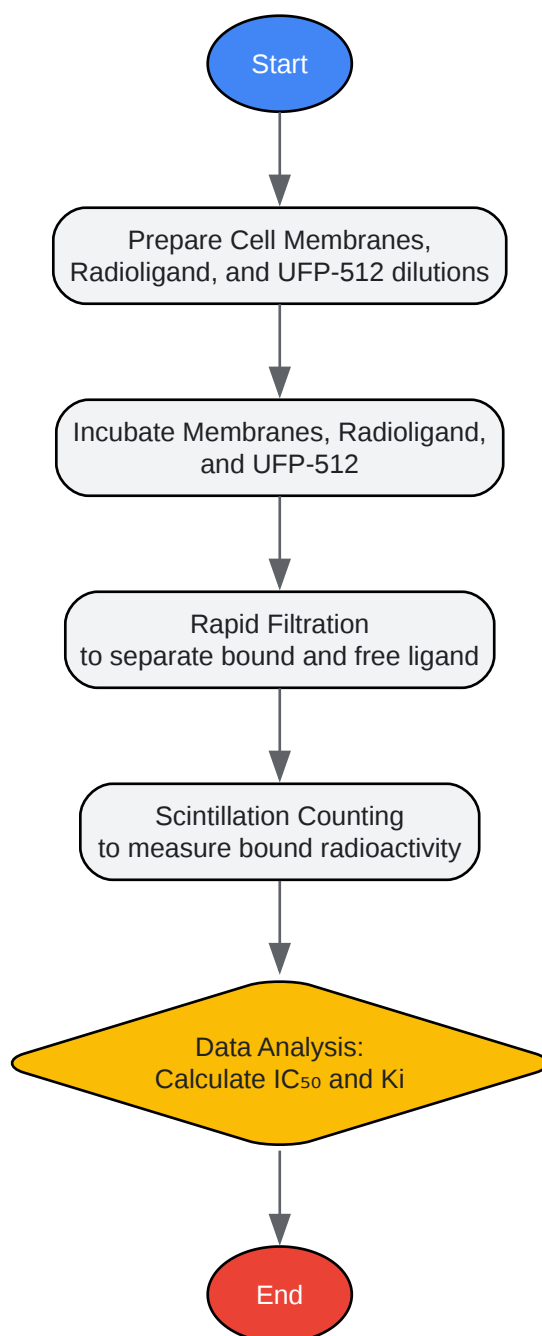 Start
Prepare Cell Membranes,
Radioligand, and UFP-512 dilutions
Incubate Membranes, Radioligand,
and UFP-512
Rapid Filtration
to separate bound and free ligand
Scintillation Counting
to measure bound radioactivity
Data Analysis:
Calculate IC₅₀ and Ki
End